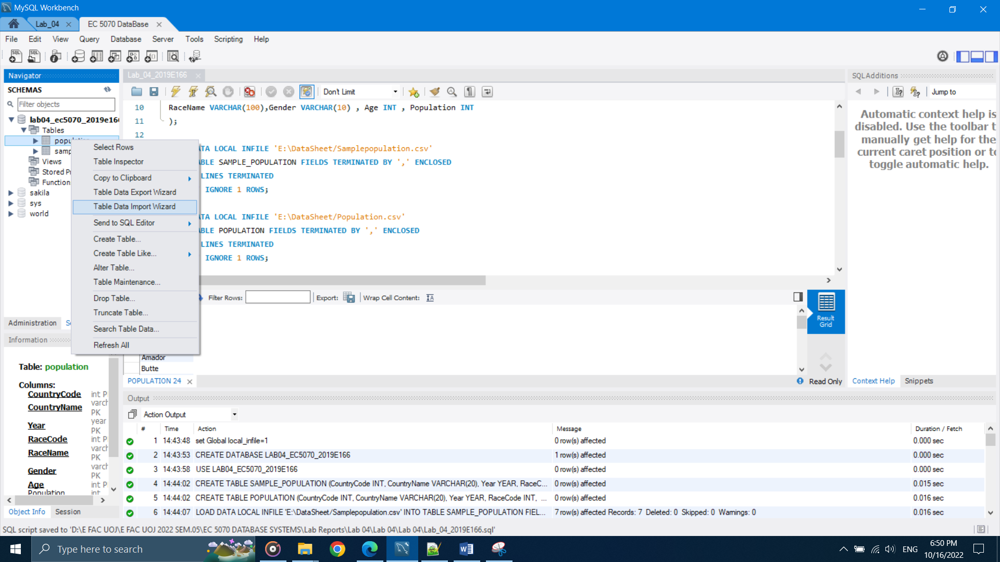 MySQL Workbench
Lab_04
EC 5070 DataBase
File Edit View Query Database Server Tools Scripting Help
Navigator
SCHEMAS
Filter objects
lab04_ec5070_2019e16
Tables
Views
sakila
sys
world
Select Rows
Table Inspector
Copy to Clipboard
Table Data Export Wizard
Table Data Import Wizard
Send to SQL Editor
Create Table...
Create Table Like...
Alter Table...
Table Maintenance...
Drop Table...
Truncate Table...
Search Table Data...
Refresh All
Administration
Information
Table: population
Columns:
CountryCode int P
CountryName varch PK
Year year PK
RaceCode int P
RaceName varch PK
Gender varch PK
Age int P
Population int
Object Info Session
Lab_04_2019E166
Don't Limit
10 RaceName VARCHAR(100),Gender VARCHAR(10) , Age INT , Population INT
11 );
12
TA LOCAL INFILE 'E:\DataSheet/Samplepopulation.csv'
BLE SAMPLE_POPULATION FIELDS TERMINATED BY ',' ENCLOSED
LINES TERMINATED
IGNORE 1 ROWS;
TA LOCAL INFILE 'E:\DataSheet/Population.csv'
BLE POPULATION FIELDS TERMINATED BY ',' ENCLOSED
LINES TERMINATED
IGNORE 1 ROWS;
Filter Rows: Export: Wrap Cell Content:
Result Grid
Amador
Butte
POPULATION 24
Read Only
SQLAdditions
Jump to
Automatic context help is
disabled. Use the toolbar t
manually get help for the
current caret position or to
toggle automatic help.
Context Help Snippets
Output
Action Output
# Time Action Message Duration / Fetch
1 14:43:48 set Global local_infile=1 0 row(s) affected 0.000 sec
2 14:43:53 CREATE DATABASE LAB04_EC5070_2019E166 1 row(s) affected 0.000 sec
3 14:43:58 USE LAB04_EC5070_2019E166 0 row(s) affected 0.000 sec
4 14:44:02 CREATE TABLE SAMPLE_POPULATION (CountryCode INT, CountryName VARCHAR(20), Year YEAR, RaceC... 0 row(s) affected 0.015 sec
5 14:44:02 CREATE TABLE POPULATION (CountryCode INT, CountryName VARCHAR(20), Year YEAR, RaceCode INT, ... 0 row(s) affected 0.016 sec
6 14:44:07 LOAD DATA LOCAL INFILE 'E:\DataSheet/Samplepopulation.csv' INTO TABLE SAMPLE_POPULATION FIEL... 7 row(s) affected Records: 7 Deleted: 0 Skipped: 0 Warnings: 0 0.016 sec
SQL script saved to 'D:\E FAC UOJ\E FAC UOJ 2022 SEM.05\EC 5070 DATABASE SYSTEMS\Lab Reports\Lab 04\Lab 04\Lab_04_2019E166.sql'
Type here to search
ENG
6:50 PM
10/16/2022